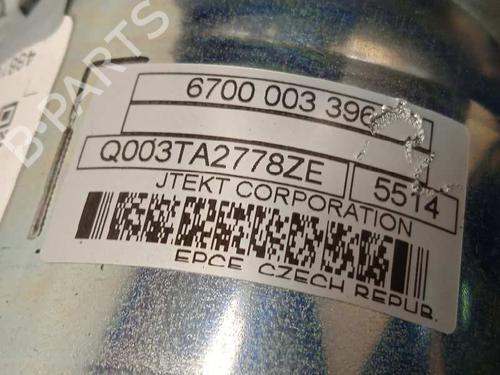 6700 003 396
Q003TA2778ZE 5514
JTEKT CORPORATION
EPCE, CZECH REPUB.
B-PARTS